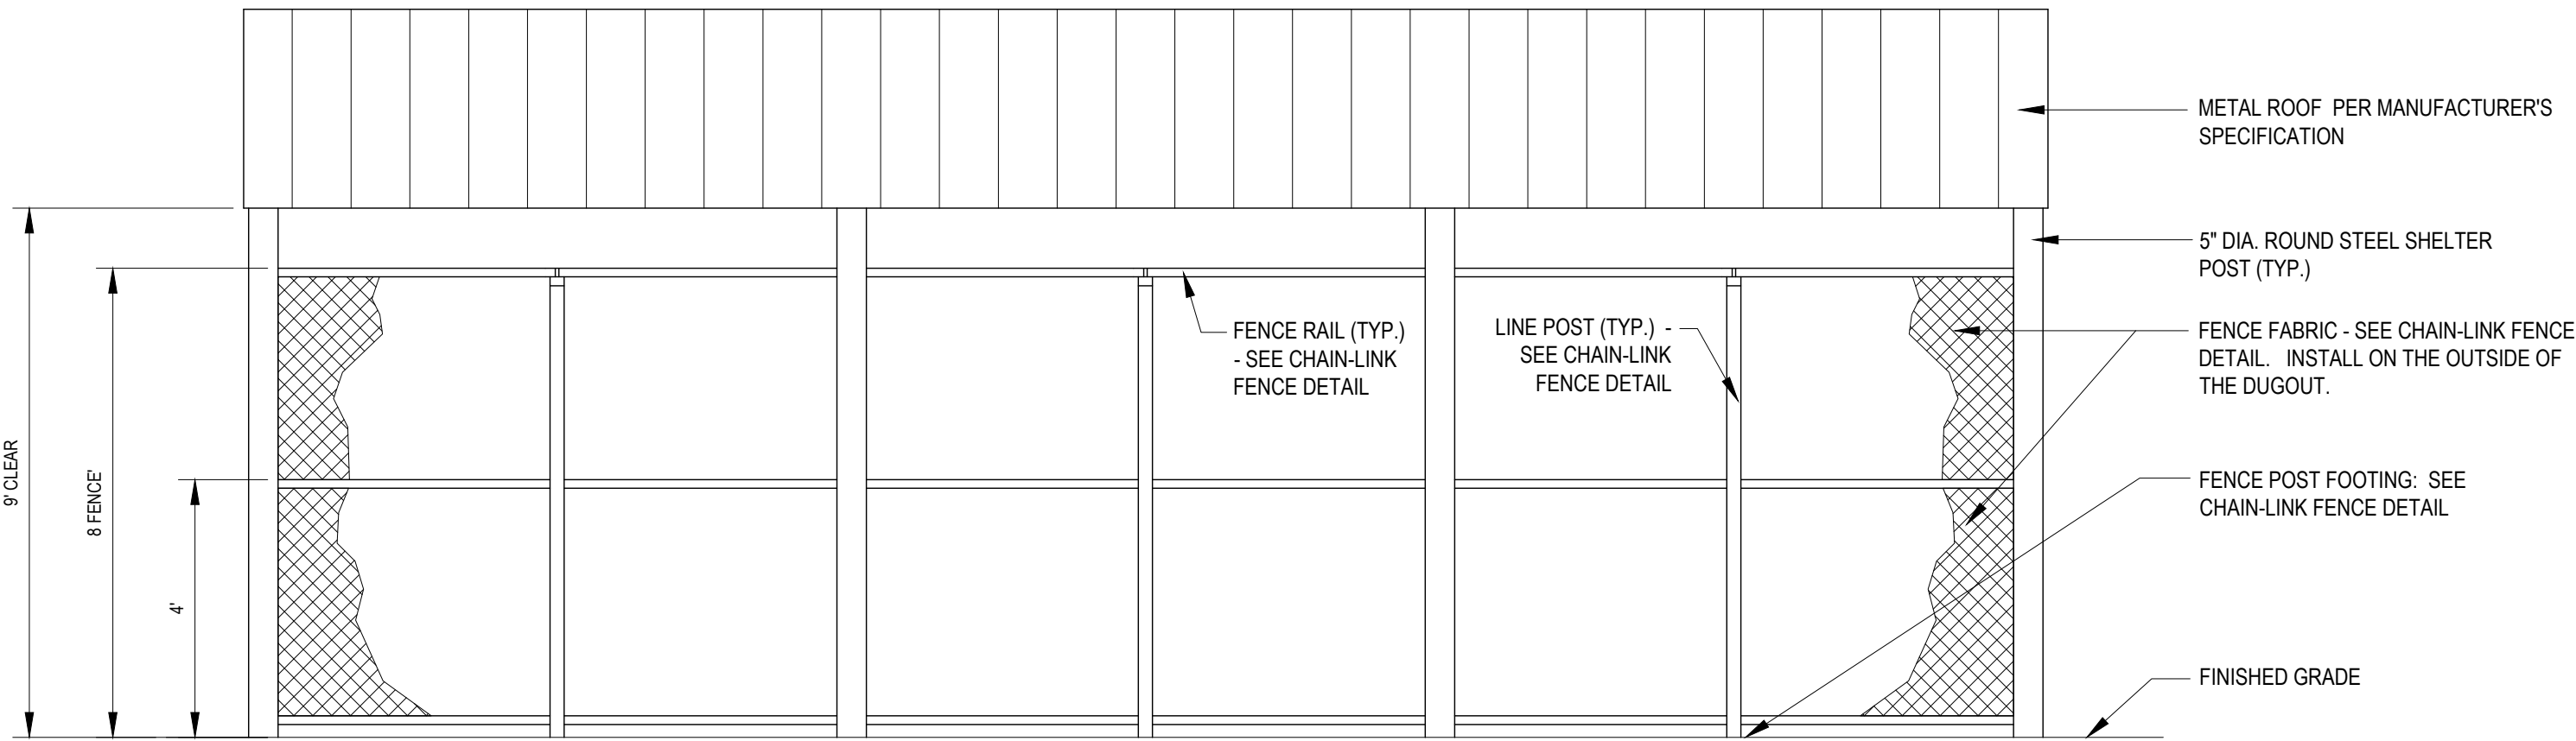 METAL ROOF PER MANUFACTURER'S
SPECIFICATION
5" DIA. ROUND STEEL SHELTER
POST (TYP.)
FENCE RAIL (TYP.)
- SEE CHAIN-LINK
FENCE DETAIL
LINE POST (TYP.) -
SEE CHAIN-LINK
FENCE DETAIL
FENCE FABRIC - SEE CHAIN-LINK FENCE
DETAIL. INSTALL ON THE OUTSIDE OF
THE DUGOUT.
9' CLEAR
8 FENCE'
4'
FENCE POST FOOTING: SEE
CHAIN-LINK FENCE DETAIL
FINISHED GRADE